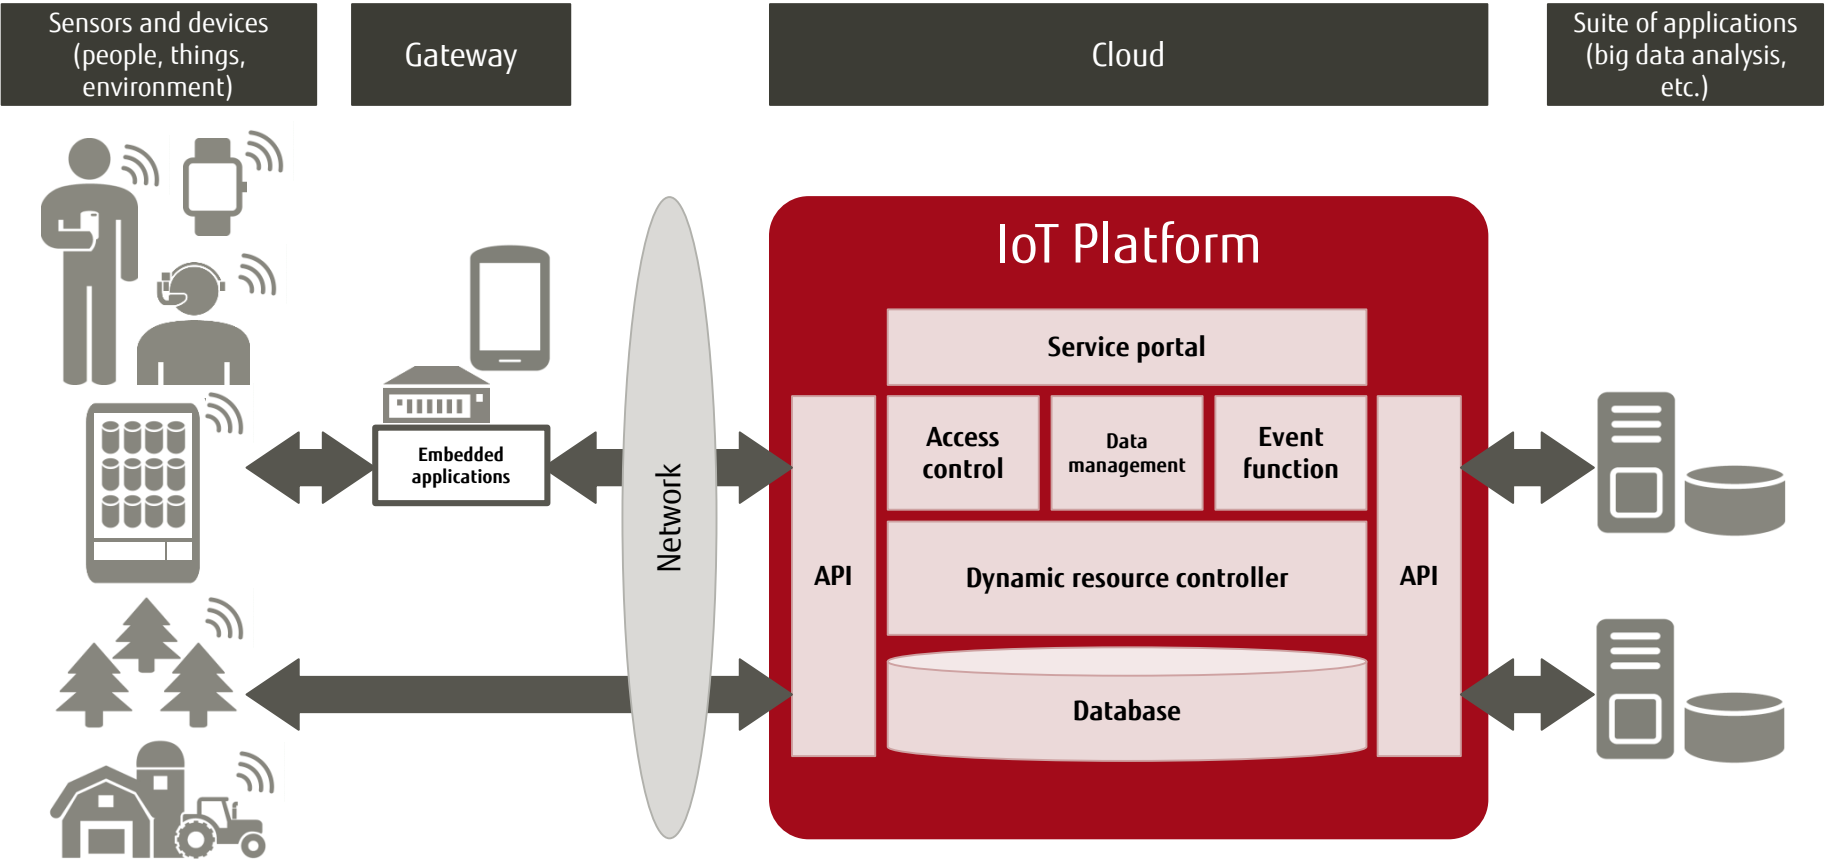 Sensors and devices
(people, things,
environment)
Gateway
Cloud
Suite of applications
(big data analysis,
etc.)
IoT Platform
Service portal
Access
control
Data
management
Event
function
Embedded
applications
Network
API
Dynamic resource controller
API
Database